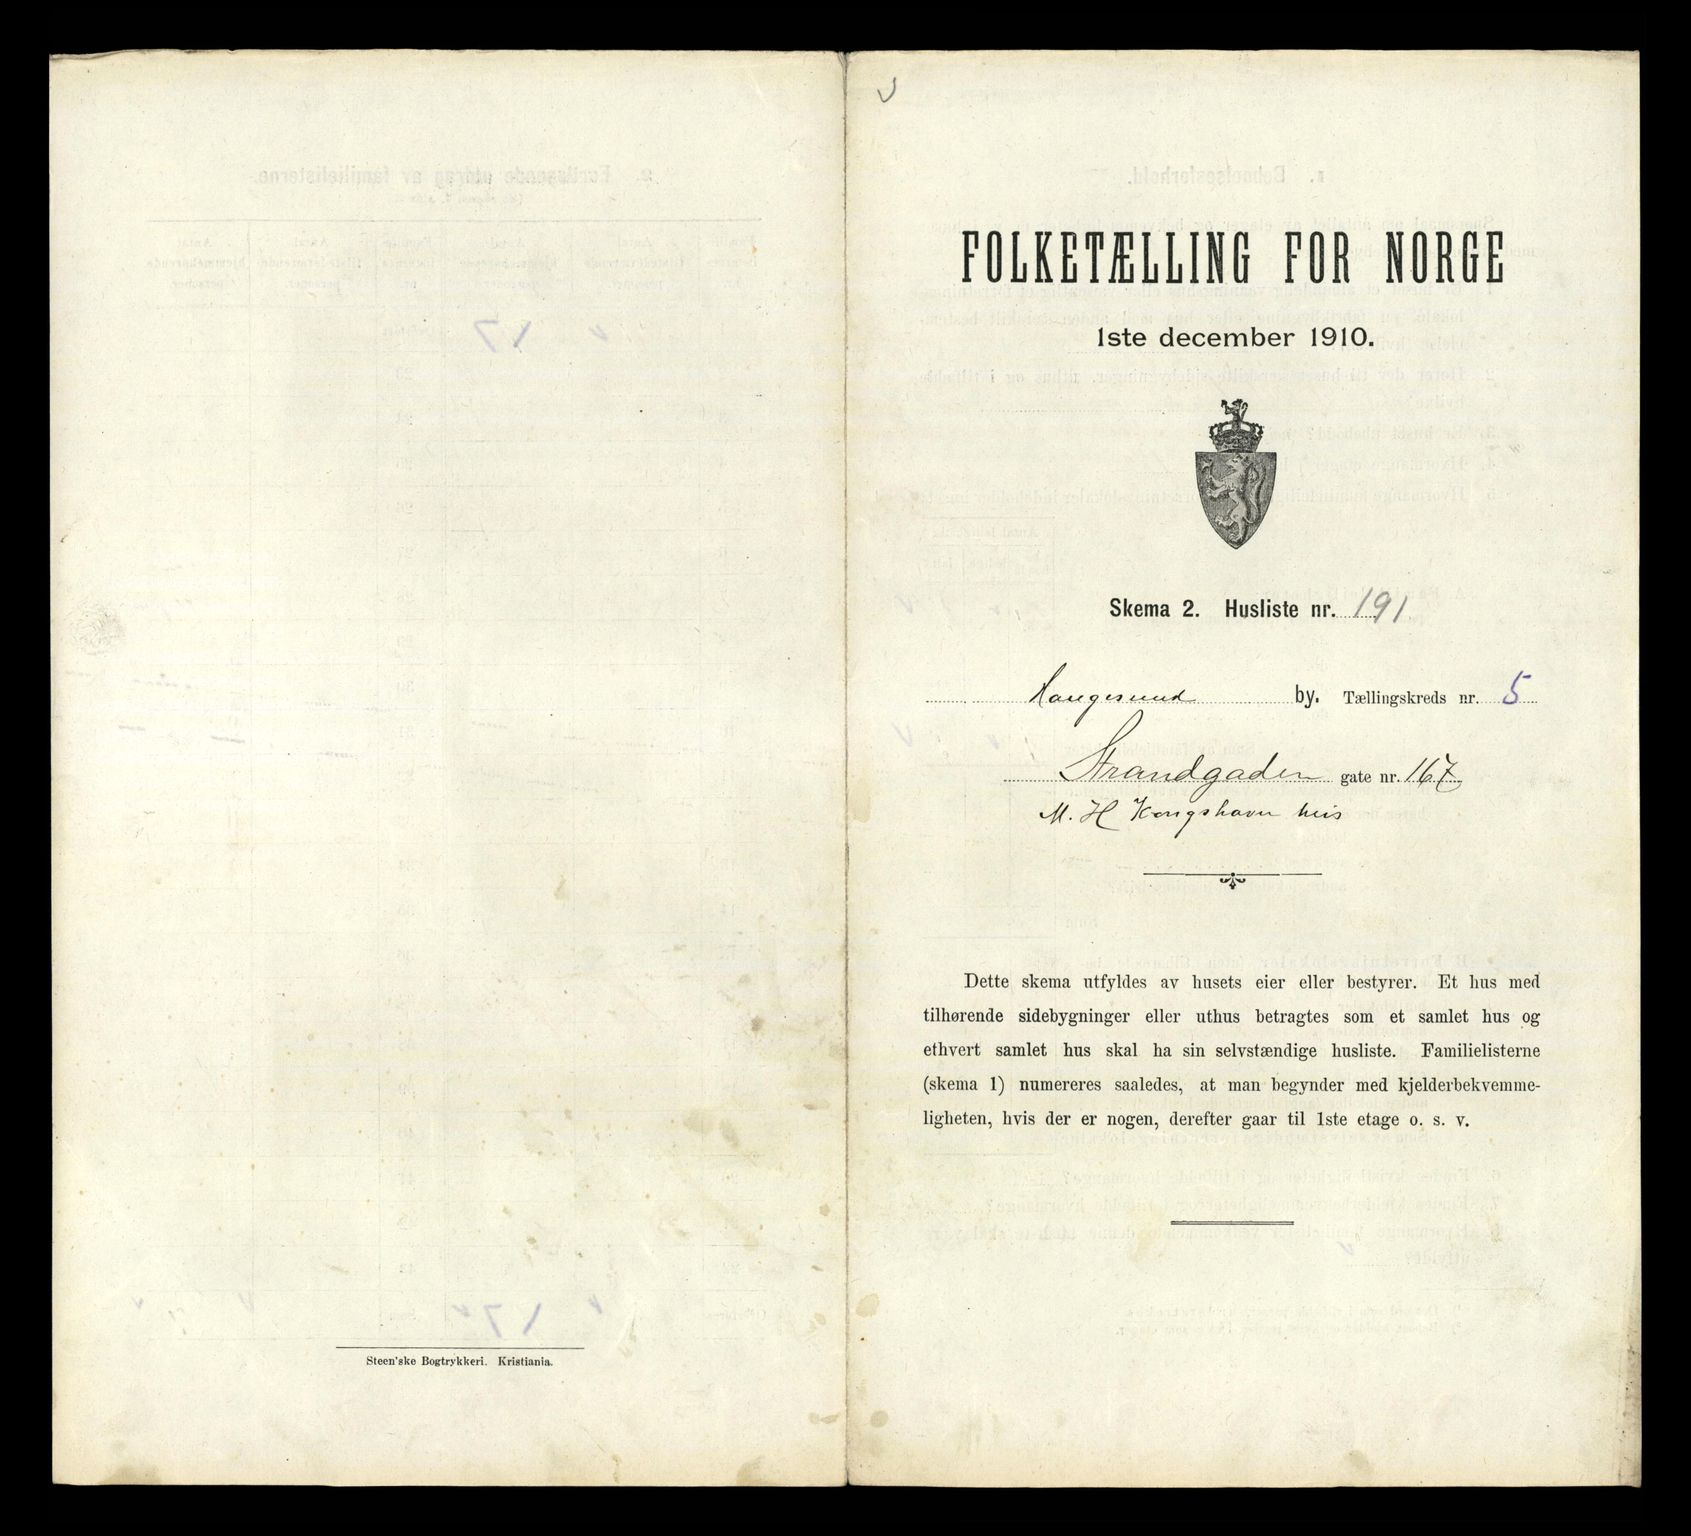 FOLKETÆLLING FOR NORGE
1ste december 1910.
Skema 2. Husliste nr. 191
Haugesund by. Tællingskreds nr. 5
Strandgaden gate nr. 167
M. H Kongshavn hus
Dette skema utfyldes av husets eier eller bestyrer. Et hus med
tilhørende sidebygninger eller uthus betragtes som et samlet hus og
ethvert samlet hus skal ha sin selvstændige husliste. Familielisterne
(skema 1) numereres saaledes, at man begynder med kjelderbekvemme-
ligheten, hvis der er nogen, derefter gaar til 1ste etage o. s. v.
Steen'ske Bogtrykkeri. Kristiania.